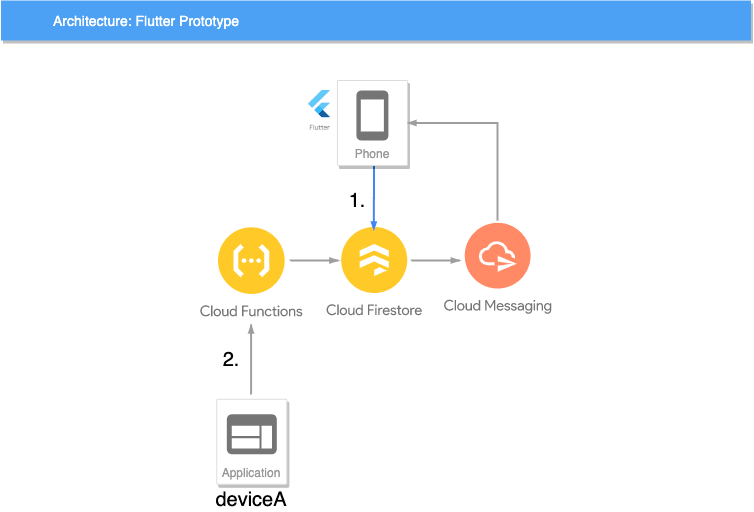 Architecture: Flutter Prototype
Flutter
Phone
1.
Cloud Functions
Cloud Firestore
Cloud Messaging
2.
Application
deviceA